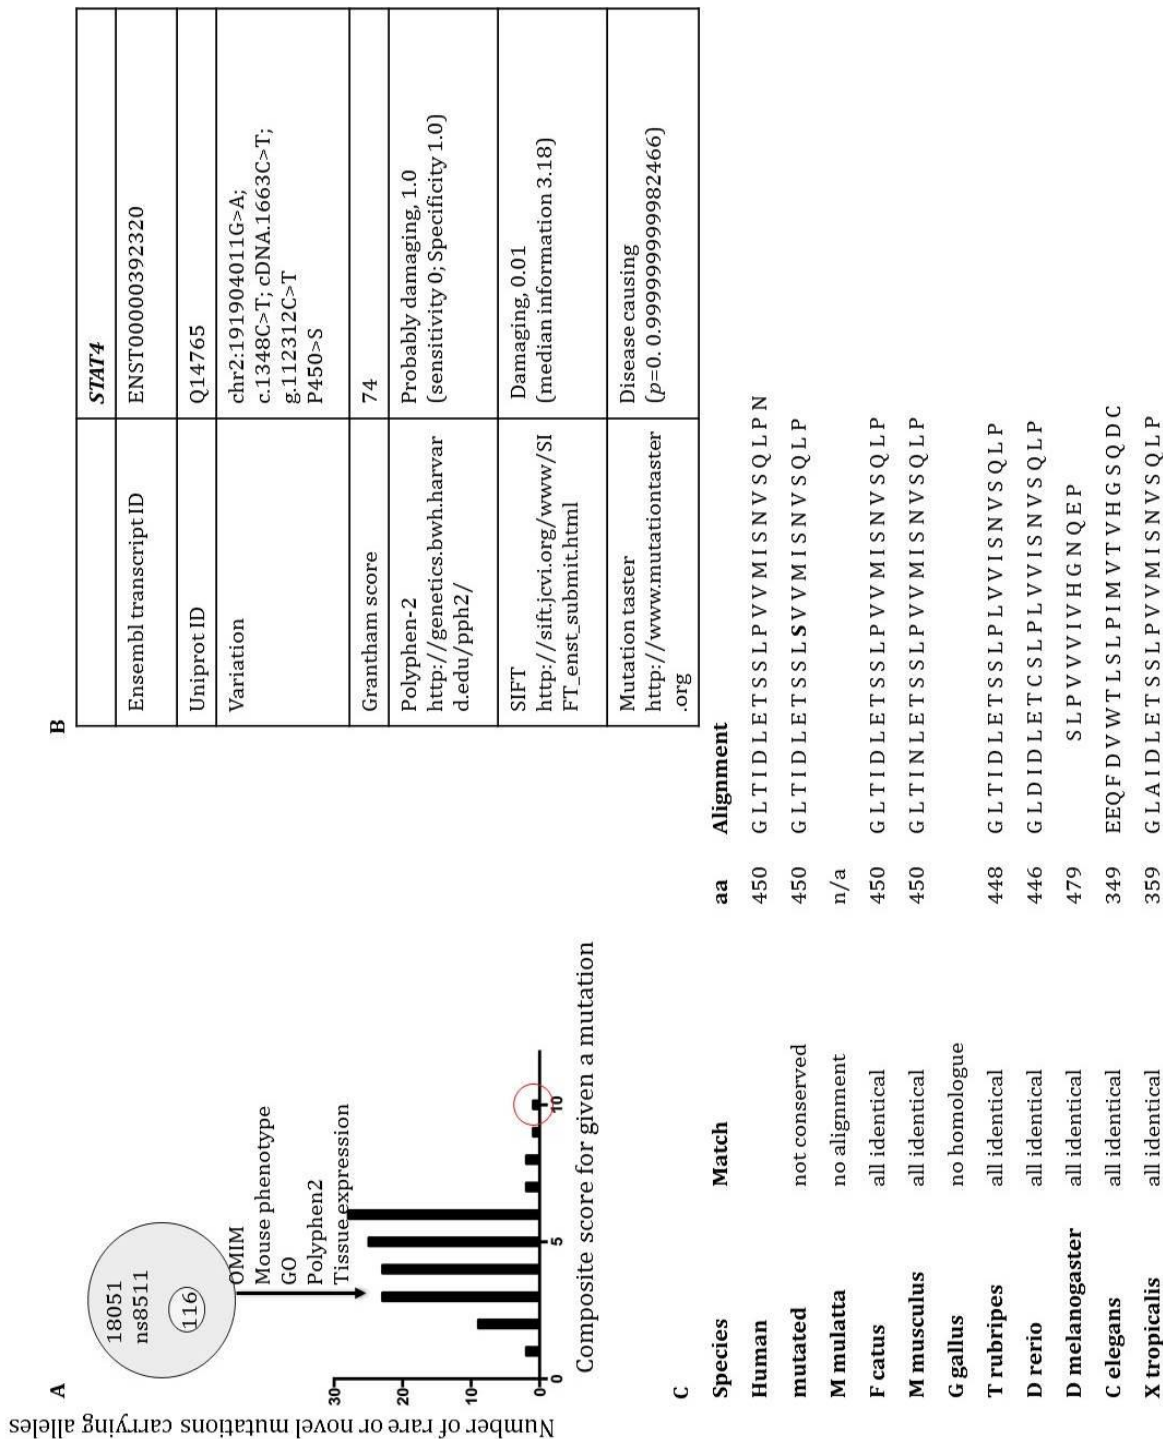 A
18051
ns8511
116
OMIM
Mouse phenotype
GO
Polyphen2
Tissue expression
Number of rare or novel mutations carrying alleles
30
20
10
0
0
5
10
Composite score for given a mutation
B
STAT4
Ensembl transcript ID ENST00000392320
Uniprot ID Q14765
Variation chr2:191904011G>A;
c.1348C>T; cDNA.1663C>T;
g.112312C>T
P450>S
Grantham score 74
Polyphen-2 Probably damaging, 1.0
http://genetics.bwh.harvar (sensitivity 0; Specificity 1.0)
d.edu/pph2/
SIFT Damaging, 0.01
http://sift.jcvi.org/www/SI (median information 3.18)
FT_enst_submit.html
Mutation taster Disease causing
http://www.mutationtaster (p=0. 0.99999999982466)
.org
C
Species Match aa Alignment
Human 450 G L T I D L E T S S L P V V M I S N V S Q L P N
mutated not conserved 450 G L T I D L E T S S L S V V M I S N V S Q L P
M mulatta no alignment n/a
F catus all identical 450 G L T I D L E T S S L P V V M I S N V S Q L P
M musculus all identical 450 G L T I N L E T S S L P V V M I S N V S Q L P
G gallus no homologue
T rubripes all identical 448 G L T I D L E T S S L P L V V I S N V S Q L P
D rerio all identical 446 G L D I D L E T C S L P L V V I S N V S Q L P
D melanogaster all identical 479 S L P V V V I V H G N Q E P
C elegans all identical 349 E E Q F D V W T L S L P I M V T V H G S Q D C
X tropicalis all identical 359 G L A I D L E T S S L P V V M I S N V S Q L P